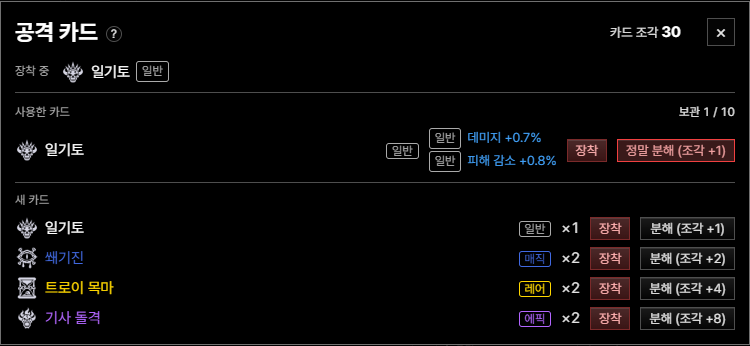 공격 카드 ? 카드 조각 30 ×
장착 중 일기토 일반
사용한 카드 보관 1 / 10
일기토 일반 일반 데미지 +0.7% 일반 피해 감소 +0.8% 장착 정말 분해 (조각 +1)
새 카드
일기토 일반 ×1 장착 분해 (조각 +1)
쐐기진 매직 ×2 장착 분해 (조각 +2)
트로이 목마 레어 ×2 장착 분해 (조각 +4)
기사 돌격 에픽 ×2 장착 분해 (조각 +8)